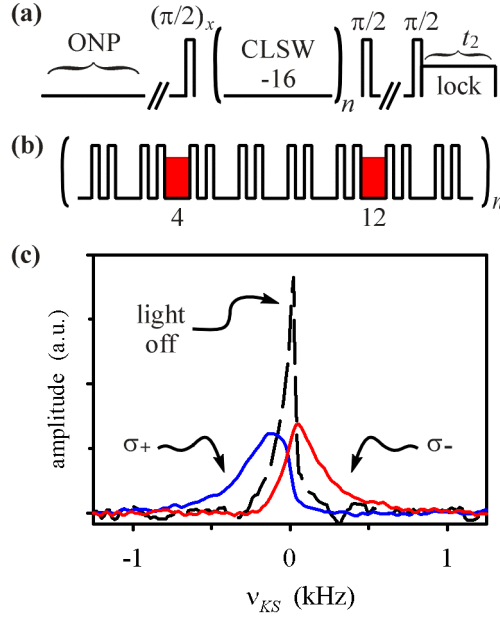 (a)
ONP
(π/2)x
CLSW
-16
n
π/2
π/2
t2
lock
(b)
4
12
n
(c)
light
off
σ+
σ-
amplitude (a.u.)
-1
0
1
νKS (kHz)